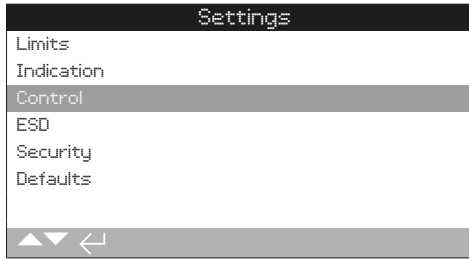 Settings
Limits
Indication
Control
ESD
Security
Defaults